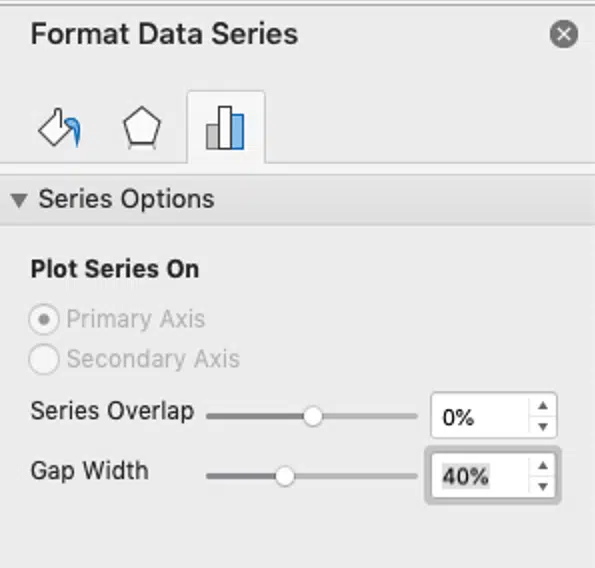 Format Data Series
Series Options
Plot Series On
Primary Axis
Secondary Axis
Series Overlap 0%
Gap Width 40%